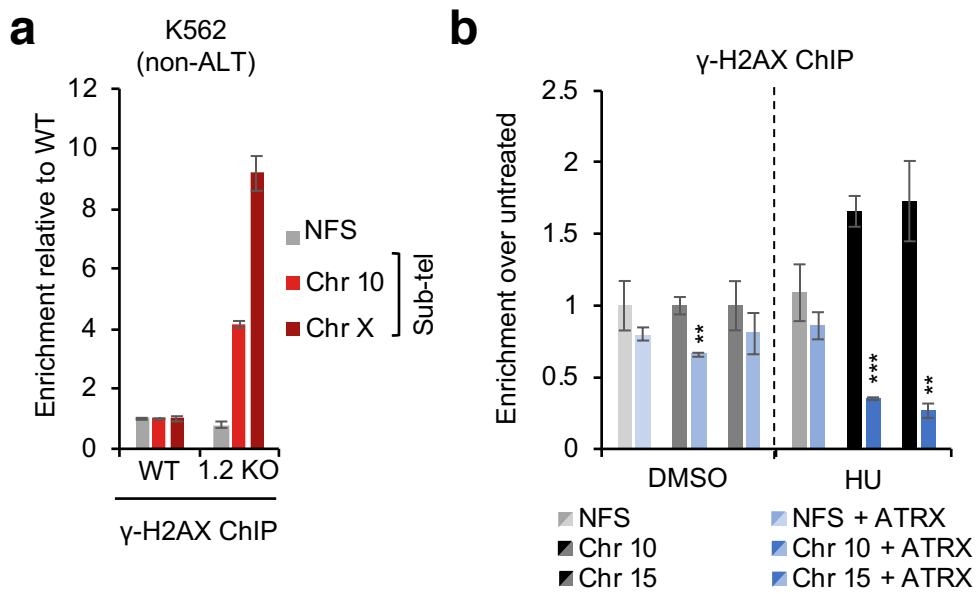 a
K562
(non-ALT)
Enrichment relative to WT
12
10
8
6
4
2
0
WT
1.2 KO
γ-H2AX ChIP
NFS
Chr 10
Chr X
Sub-tel
b
γ-H2AX ChIP
Enrichment over untreated
2.5
2
1.5
1
0.5
0
**
***
**
DMSO
HU
NFS
Chr 10
Chr 15
NFS + ATRX
Chr 10 + ATRX
Chr 15 + ATRX